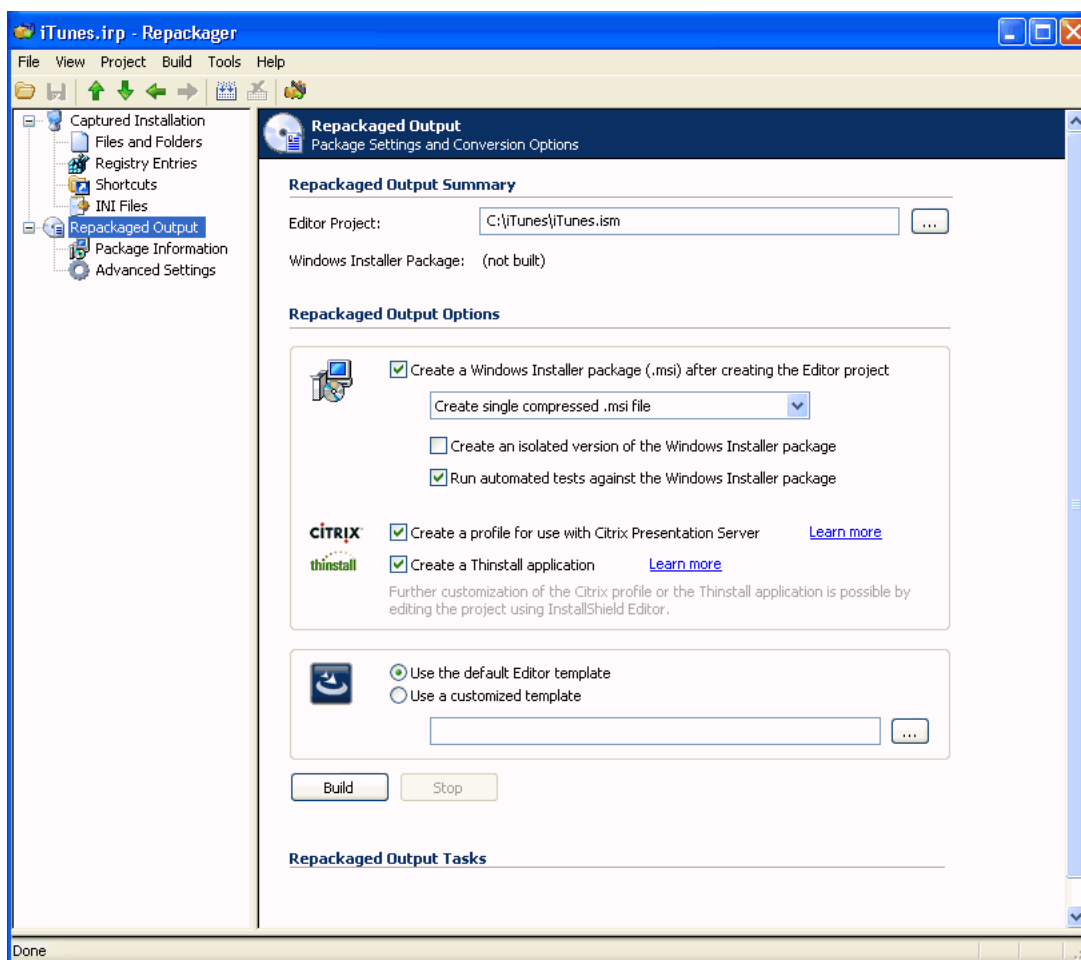 iTunes.irp - Repackager
File View Project Build Tools Help
Captured Installation
Files and Folders
Registry Entries
Shortcuts
INI Files
Repackaged Output
Package Information
Advanced Settings
Repackaged Output
Package Settings and Conversion Options
Repackaged Output Summary
Editor Project: C:\iTunes\iTunes.ism ...
Windows Installer Package: (not built)
Repackaged Output Options
Create a Windows Installer package (.msi) after creating the Editor project
Create single compressed .msi file
Create an isolated version of the Windows Installer package
Run automated tests against the Windows Installer package
CITRIX Create a profile for use with Citrix Presentation Server Learn more
thinstall Create a Thinstall application Learn more
Further customization of the Citrix profile or the Thinstall application is possible by
editing the project using InstallShield Editor.
Use the default Editor template
Use a customized template
...
Build Stop
Repackaged Output Tasks
Done